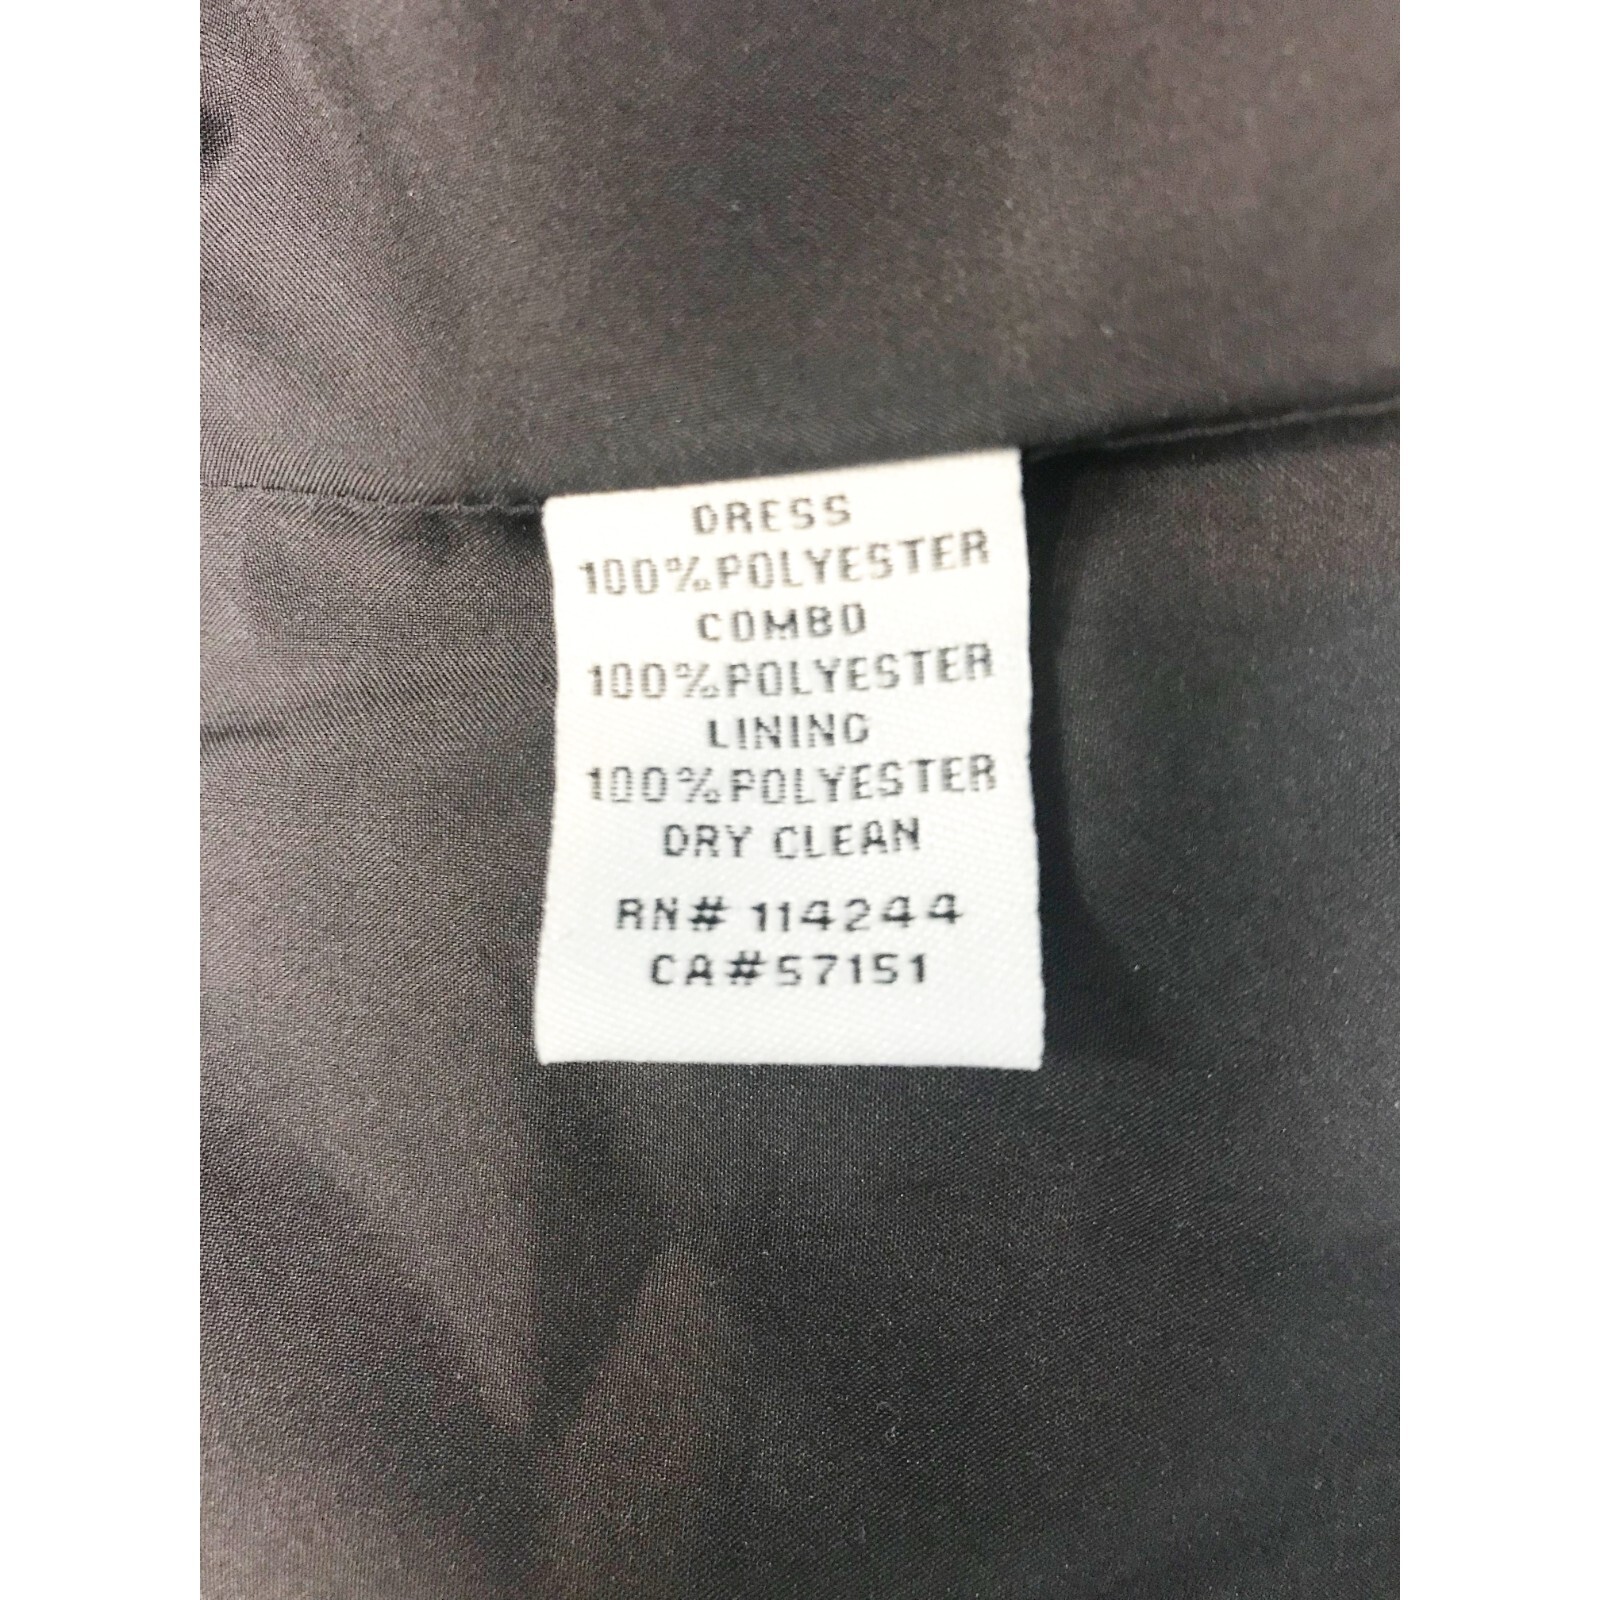 DRESS
100%POLYESTER
COMBO
100%POLYESTER
LINING
100%POLYESTER
DRY CLEAN
RN# 114244
CA#57151